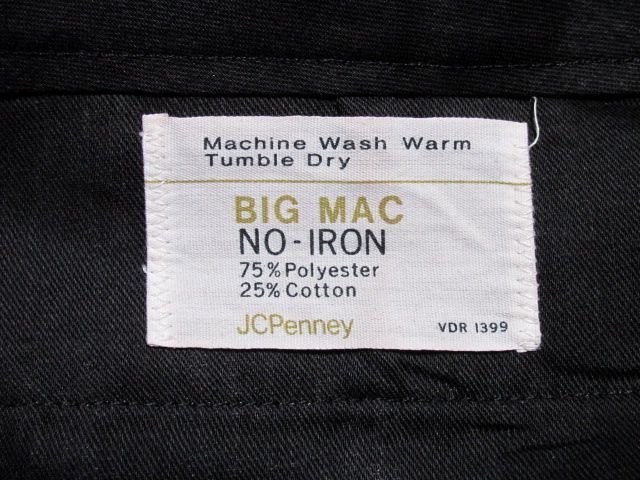 Machine Wash Warm
Tumble Dry
BIG MAC
NO-IRON
75% Polyester
25% Cotton
JCPenney VDR 1399